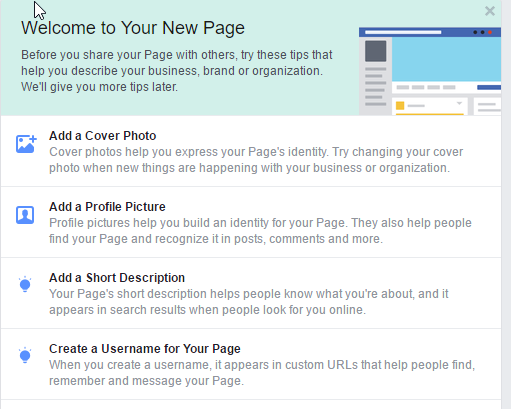 Welcome to Your New Page
Before you share your Page with others, try these tips that
help you describe your business, brand or organization.
We'll give you more tips later.
Add a Cover Photo
Cover photos help you express your Page's identity. Try changing your cover
photo when new things are happening with your business or organization.
Add a Profile Picture
Profile pictures help you build an identity for your Page. They also help people
find your Page and recognize it in posts, comments and more.
Add a Short Description
Your Page's short description helps people know what you're about, and it
appears in search results when people look for you online.
Create a Username for Your Page
When you create a username, it appears in custom URLs that help people find,
remember and message your Page.